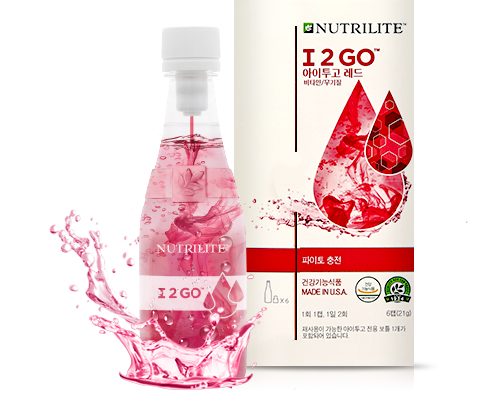 NUTRILITE™
I 2 GO™
아이투고 레드
비타민/무기질
NUTRILITE
I 2 GO™
파이토 충전
건강기능식품
MADE IN U.S.A.
x 6
1회 1캡, 1일 2회
6캡(21g)
재사용이 가능한 아이투고 전용 보틀 1개가
포함되어 있습니다.